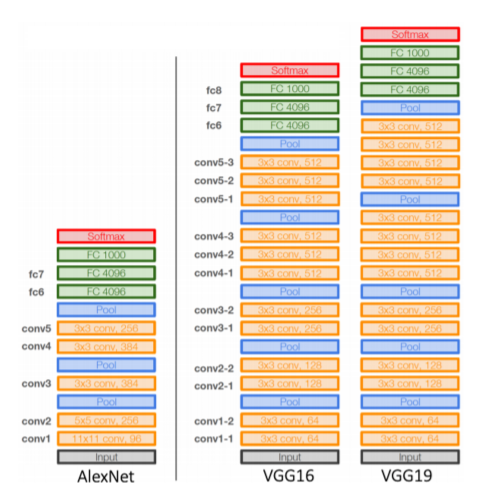 Softmax
FC 1000
fc7 FC 4096
fc6 FC 4096
Pool
conv5 3x3 conv, 256
conv4 3x3 conv, 384
Pool
conv3 3x3 conv, 384
Pool
conv2 5x5 conv, 256
conv1 11x11 conv, 96
Input
AlexNet
Softmax
fc8 FC 1000
fc7 FC 4096
fc6 FC 4096
Pool
conv5-3 3x3 conv, 512
conv5-2 3x3 conv, 512
conv5-1 3x3 conv, 512
Pool
conv4-3 3x3 conv, 512
conv4-2 3x3 conv, 512
conv4-1 3x3 conv, 512
Pool
conv3-2 3x3 conv, 256
conv3-1 3x3 conv, 256
Pool
conv2-2 3x3 conv, 128
conv2-1 3x3 conv, 128
Pool
conv1-2 3x3 conv, 64
conv1-1 3x3 conv, 64
Input
VGG16
Softmax
FC 1000
FC 4096
FC 4096
Pool
3x3 conv, 512
3x3 conv, 512
3x3 conv, 512
3x3 conv, 512
Pool
3x3 conv, 512
3x3 conv, 512
3x3 conv, 512
3x3 conv, 512
Pool
3x3 conv, 256
3x3 conv, 256
Pool
3x3 conv, 128
3x3 conv, 128
Pool
3x3 conv, 64
3x3 conv, 64
Input
VGG19